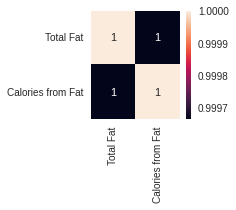 1.0000
Total Fat 1 1
0.9999
0.9998
Calories from Fat 1 1
0.9997
Total Fat
Calories from Fat